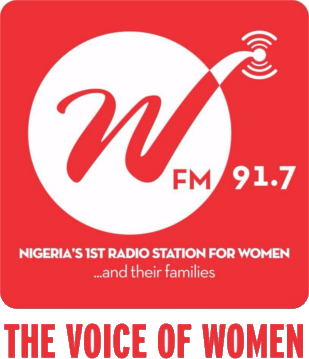 W
FM 91.7
NIGERIA'S 1ST RADIO STATION FOR WOMEN
...and their families
THE VOICE OF WOMEN